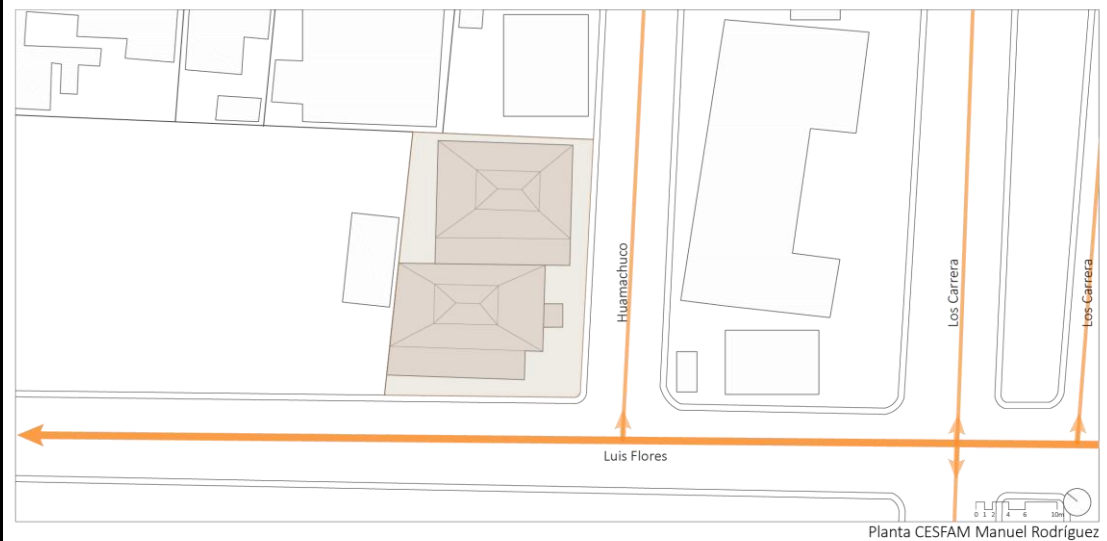 Huamachuco
Los Carrera
Los Carrera
Luis Flores
0 1 2 4 6 10m
Planta CESFAM Manuel Rodríguez